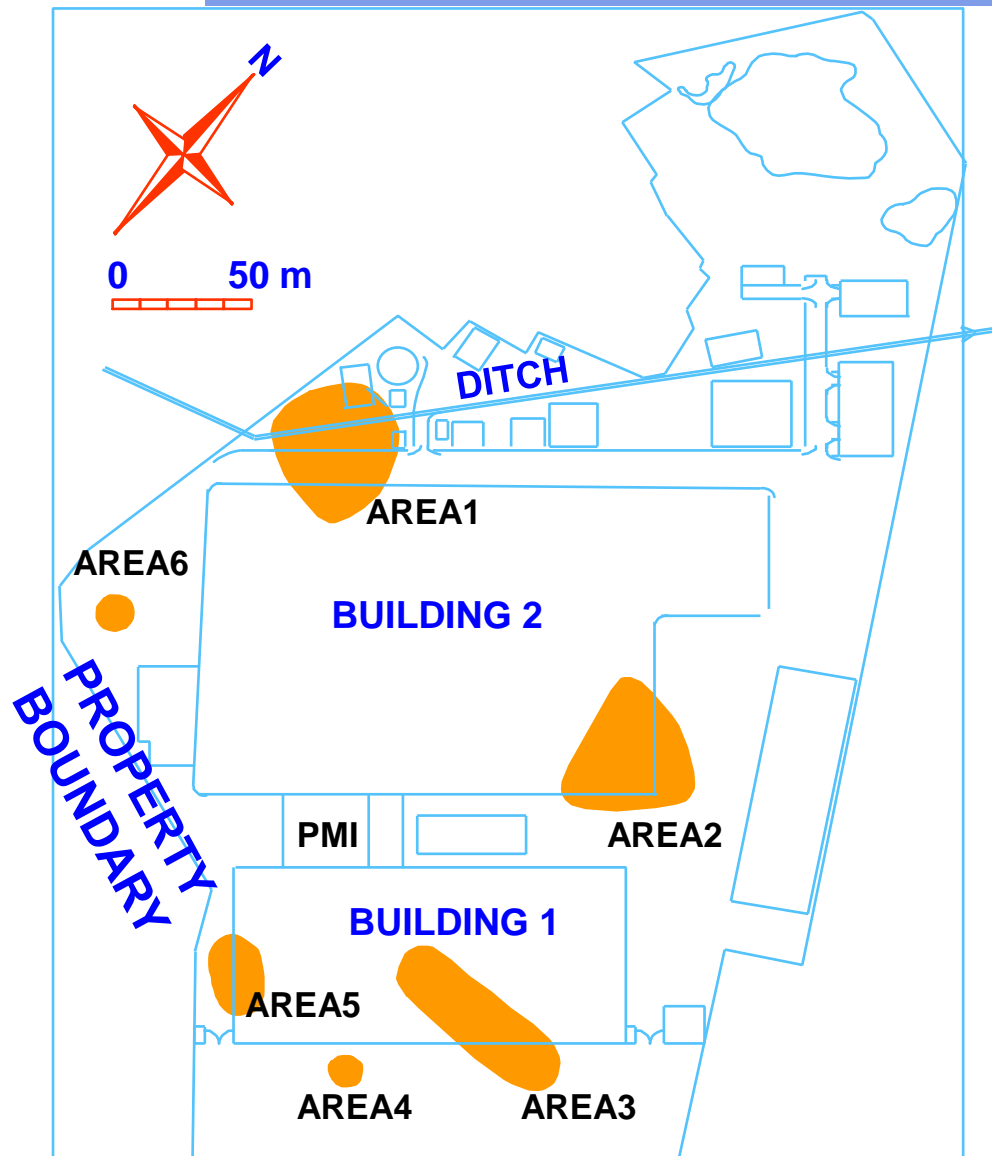 N
0 50 m
DITCH
AREA1
AREA6
BUILDING 2
PROPERTY
BOUNDARY
PMI
AREA2
BUILDING 1
AREA5
AREA4
AREA3